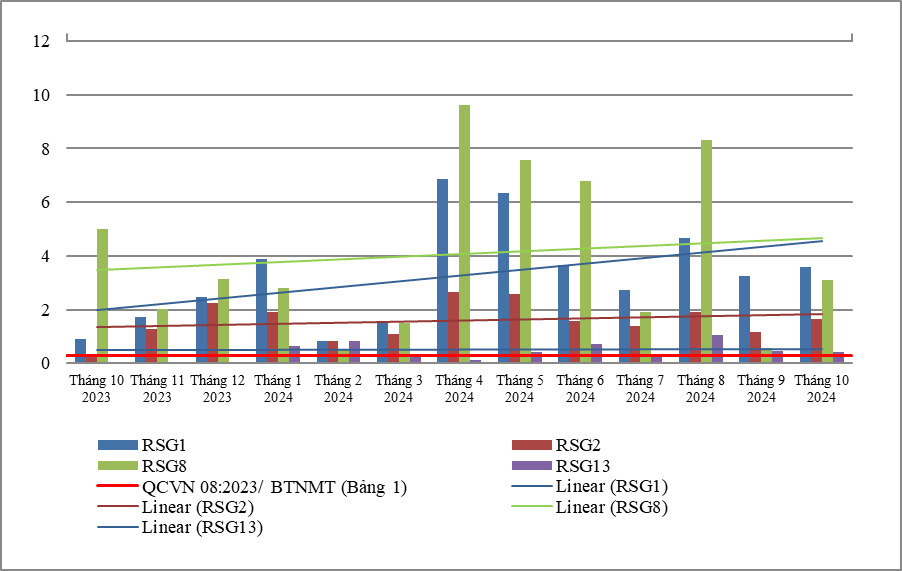 12
10
8
6
4
2
0
Tháng 10 2023
Tháng 11 2023
Tháng 12 2023
Tháng 1 2024
Tháng 2 2024
Tháng 3 2024
Tháng 4 2024
Tháng 5 2024
Tháng 6 2024
Tháng 7 2024
Tháng 8 2024
Tháng 9 2024
Tháng 10 2024
RSG1
RSG2
RSG8
RSG13
QCVN 08:2023/ BTNMT (Bảng 1)
Linear (RSG1)
Linear (RSG2)
Linear (RSG8)
Linear (RSG13)